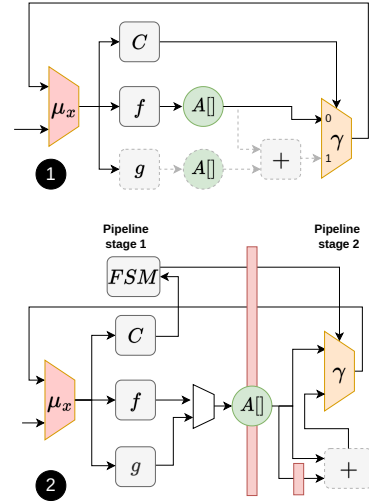 C
μx
f
A[]
0
γ
g
A[]
+
1
1
Pipeline
stage 1
Pipeline
stage 2
FSM
C
γ
μx
f
A[]
g
+
2